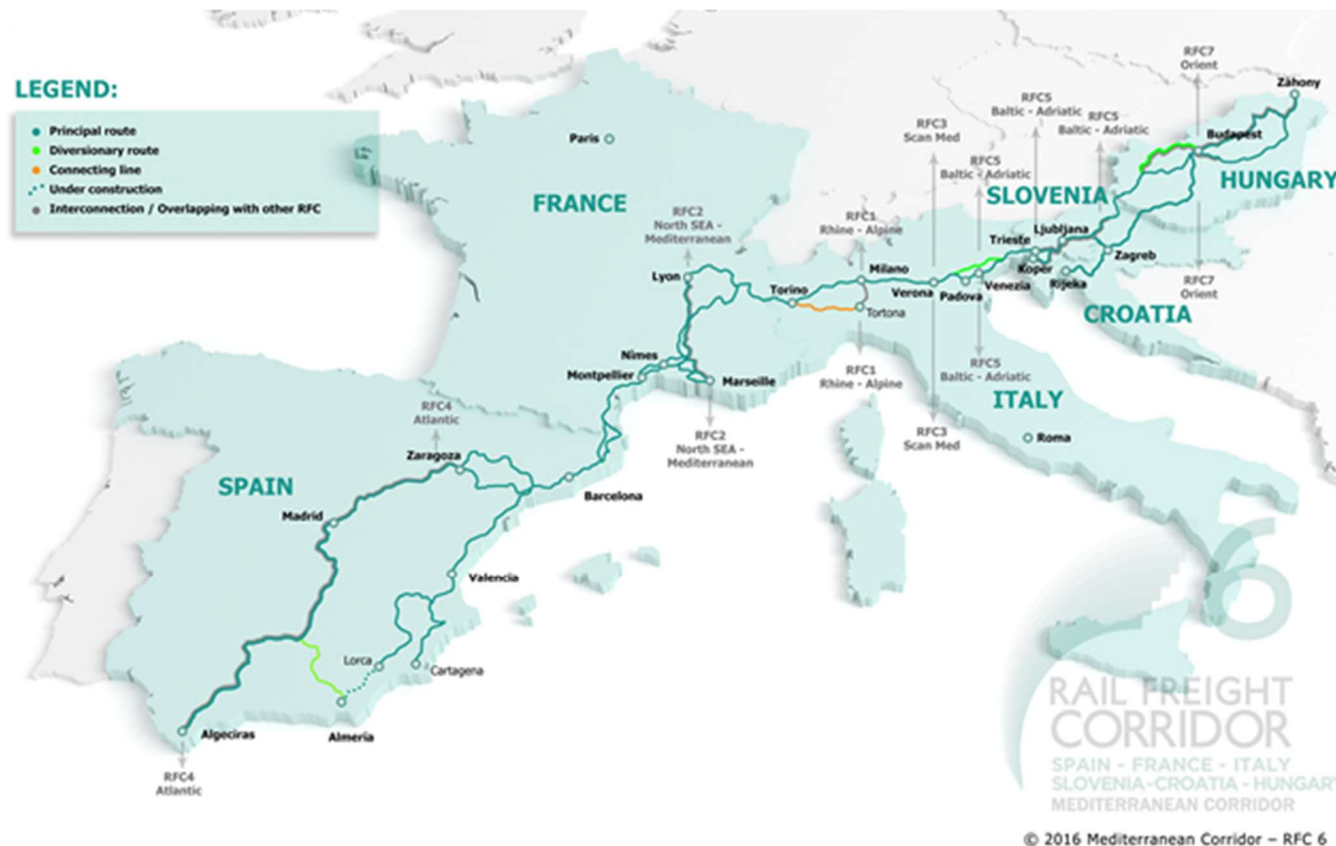 LEGEND:
Principal route
Diversionary route
Connecting line
Under construction
Interconnection / Overlapping with other RFC
RFC7
Orient
Záhony
RFC5
Baltic - Adriatic
RFC5
Baltic - Adriatic
RFC3
Scan Med
Budapest
Paris
RFC5
Baltic - Adriatic
HUNGARY
SLOVENIA
FRANCE
RFC2
North SEA -
Mediterranean
RFC1
Rhine - Alpine
Ljubljana
Trieste
Zagreb
Koper
Rijeka
Lyon
Milano
Torino
Verona
Padova
Venezia
RFC7
Orient
Tortona
CROATIA
Nîmes
Montpellier
Marseille
RFC1
Rhine - Alpine
RFC5
Baltic - Adriatic
ITALY
RFC4
Atlantic
RFC2
North SEA -
Mediterranean
RFC3
Scan Med
Roma
Zaragoza
SPAIN
Barcelona
Madrid
Valencia
Lorca
Cartagena
Algeciras
Almería
RFC4
Atlantic
6
RAIL FREIGHT
CORRIDOR
SPAIN - FRANCE - ITALY
SLOVENIA-CROATIA - HUNGARY
MEDITERRANEAN CORRIDOR
© 2016 Mediterranean Corridor – RFC 6